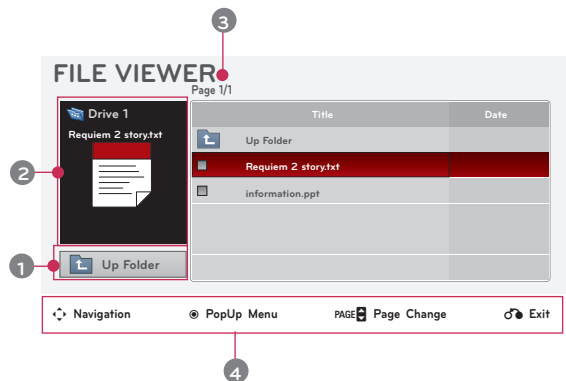 3
FILE VIEWER
Page 1/1
Drive 1
Requiem 2 story.txt
Title Date
Up Folder
Requiem 2 story.txt
information.ppt
2
1
Up Folder
Navigation PopUp Menu PAGE Page Change Exit
4